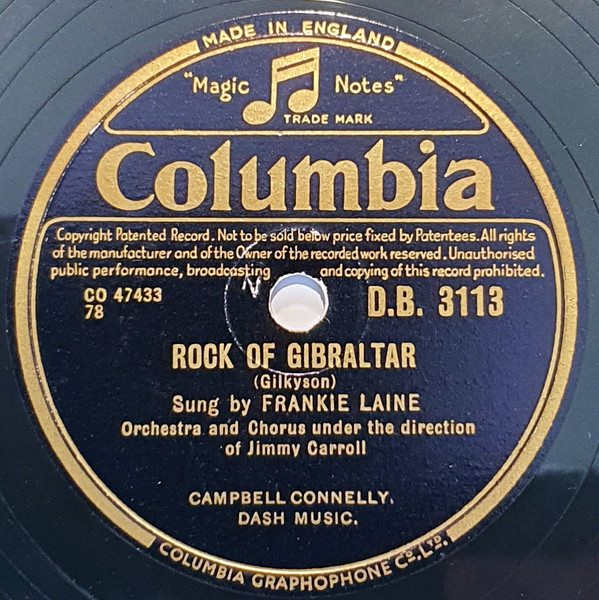 MADE IN ENGLAND
"Magic Notes"
TRADE MARK
Columbia
Copyright Patented Record. Not to be sold below price fixed by Patentees. All rights
of the manufacturer and of the Owner of the recorded work reserved. Unauthorised
public performance, broadcasting and copying of this record prohibited.
CO 47433
78
D.B. 3113
ROCK OF GIBRALTAR
(Gilkyson)
Sung by FRANKIE LAINE
Orchestra and Chorus under the direction
of Jimmy Carroll
CAMPBELL CONNELLY.
DASH MUSIC.
COLUMBIA GRAPHOPHONE Co. LTD.